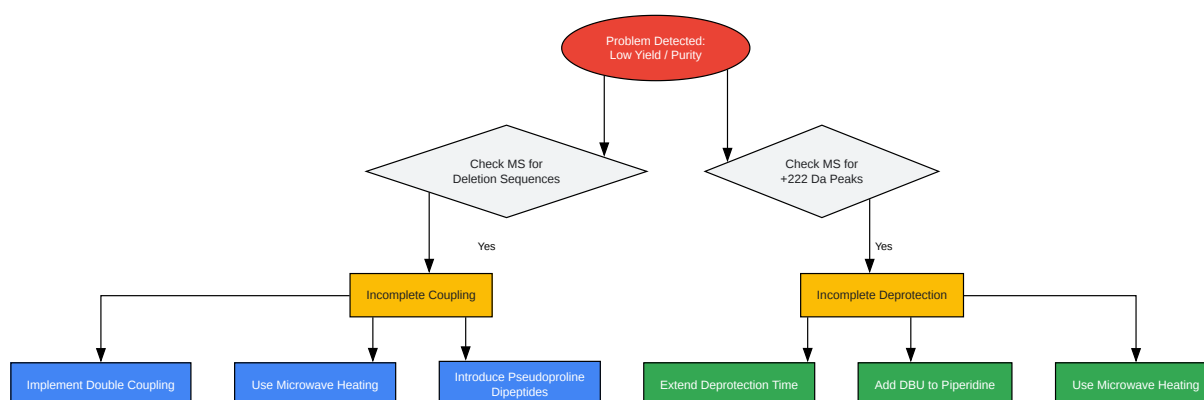 Problem Detected:
Low Yield / Purity
Check MS for
Deletion Sequences
Check MS for
+222 Da Peaks
Yes
Yes
Incomplete Coupling
Incomplete Deprotection
Implement Double Coupling
Use Microwave Heating
Introduce Pseudoproline
Dipeptides
Extend Deprotection Time
Add DBU to Piperidine
Use Microwave Heating